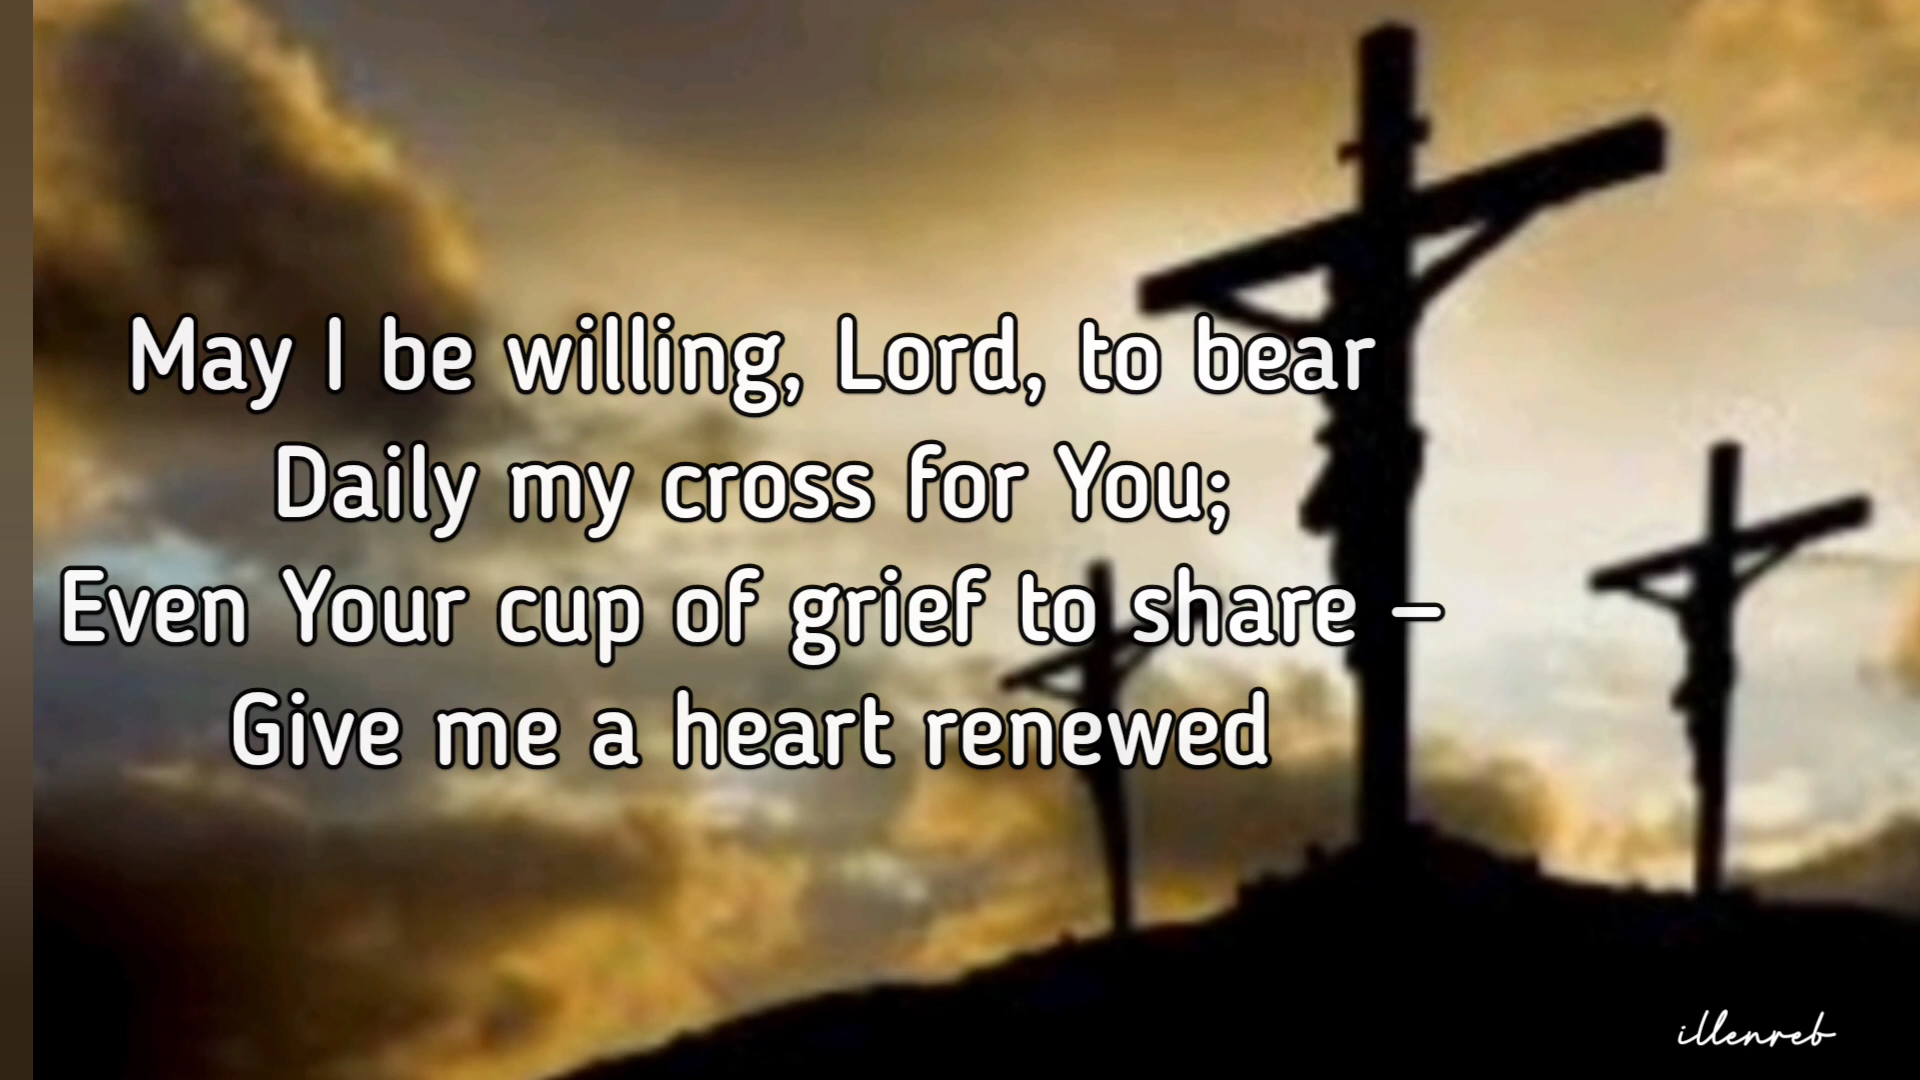 May I be willing, Lord, to bear
Daily my cross for You;
Even Your cup of grief to share –
Give me a heart renewed
illenreb